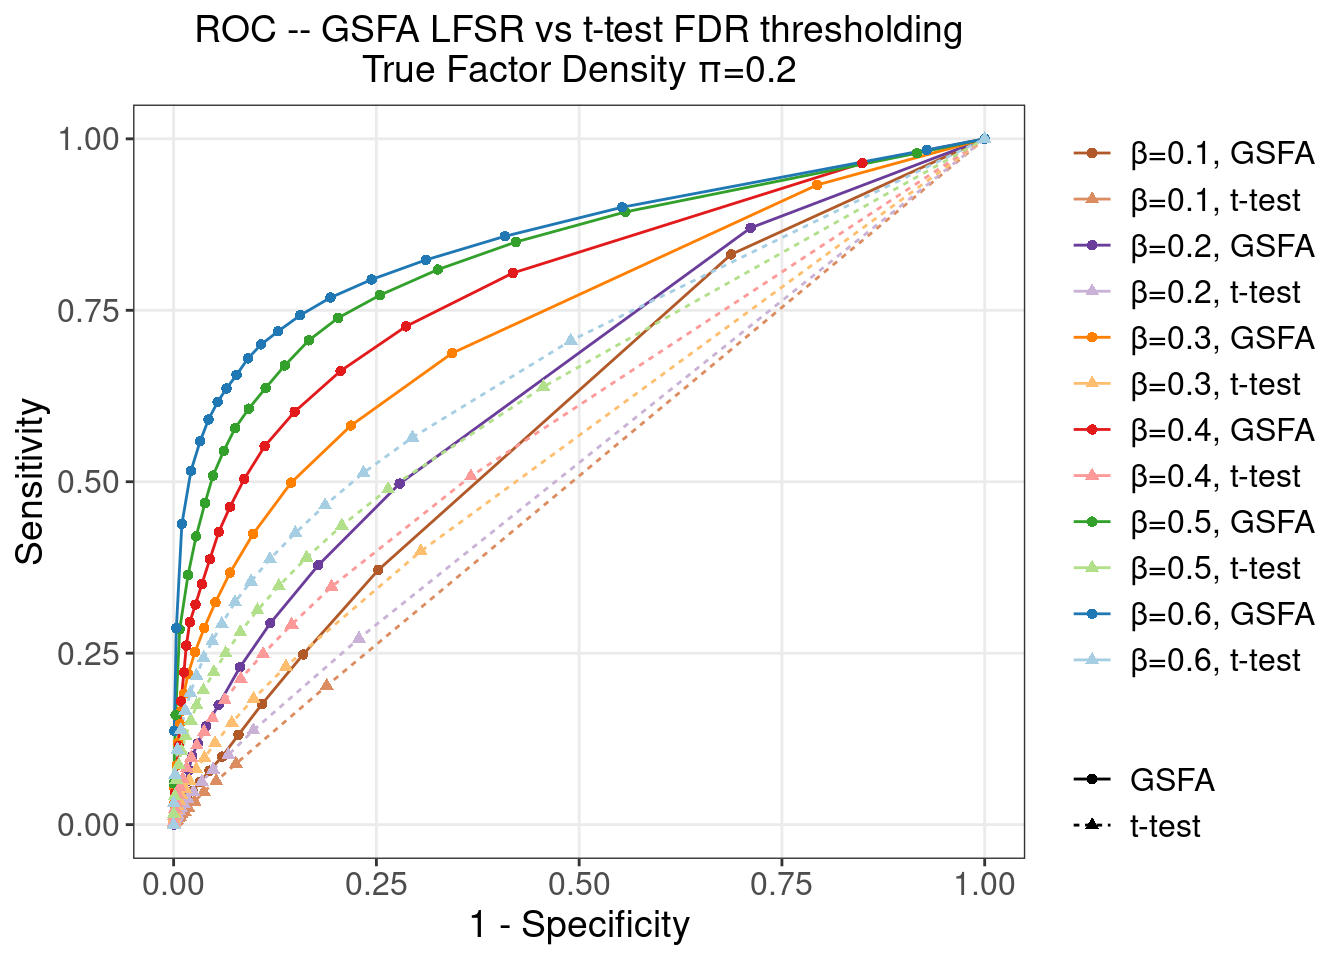 ROC -- GSFA LFSR vs t-test FDR thresholding
True Factor Density π=0.2
1.00
0.75
0.50
0.25
0.00
Sensitivity
0.00 0.25 0.50 0.75 1.00
1 - Specificity
β=0.1, GSFA
β=0.1, t-test
β=0.2, GSFA
β=0.2, t-test
β=0.3, GSFA
β=0.3, t-test
β=0.4, GSFA
β=0.4, t-test
β=0.5, GSFA
β=0.5, t-test
β=0.6, GSFA
β=0.6, t-test
GSFA
t-test